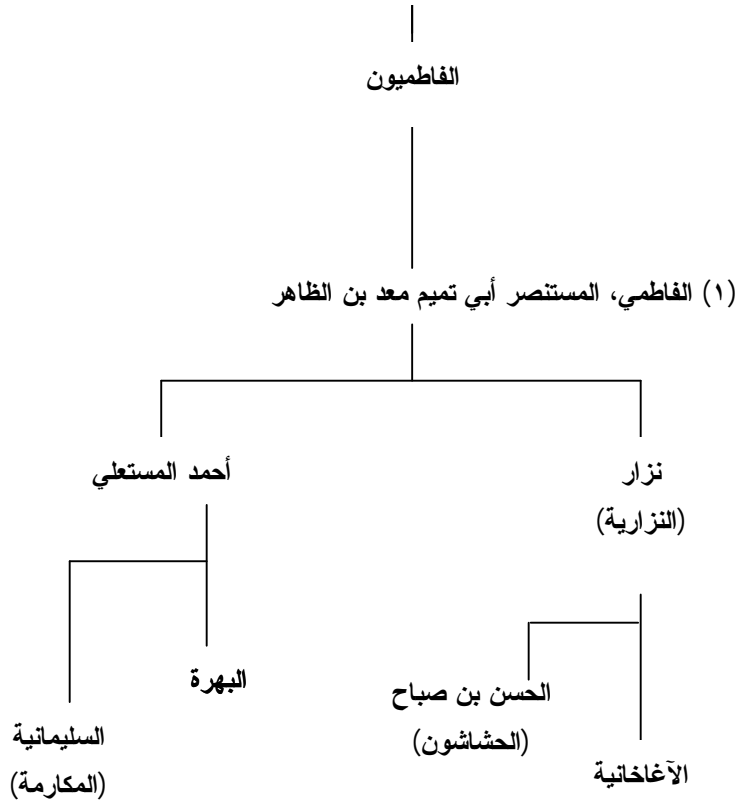 الفاطميون
(١) الفاطمي، المستنصر أبي تميم معد بن الظاهر
نزار
(النزارية)
أحمد المستعلي
الحسن بن صباح
(الحشاشون)
الآغاخانية
البهرة
السليمانية
(المكارمة)